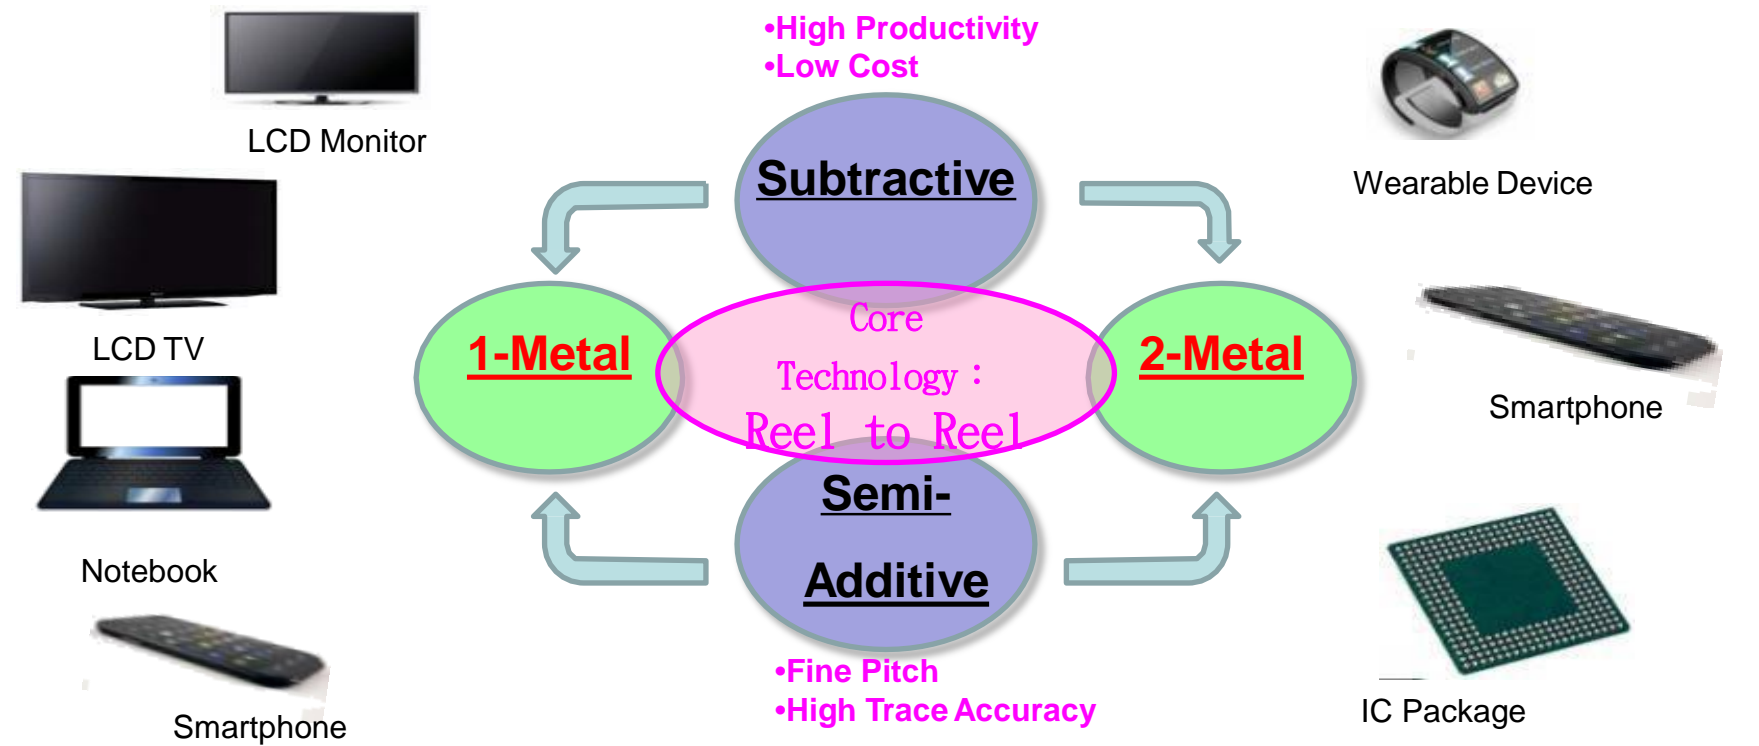 •High Productivity
•Low Cost
LCD Monitor
Subtractive
Wearable Device
LCD TV
1-Metal
Core
Technology：
Reel to Reel
2-Metal
Smartphone
Semi-
Additive
Notebook
•Fine Pitch
•High Trace Accuracy
Smartphone
IC Package